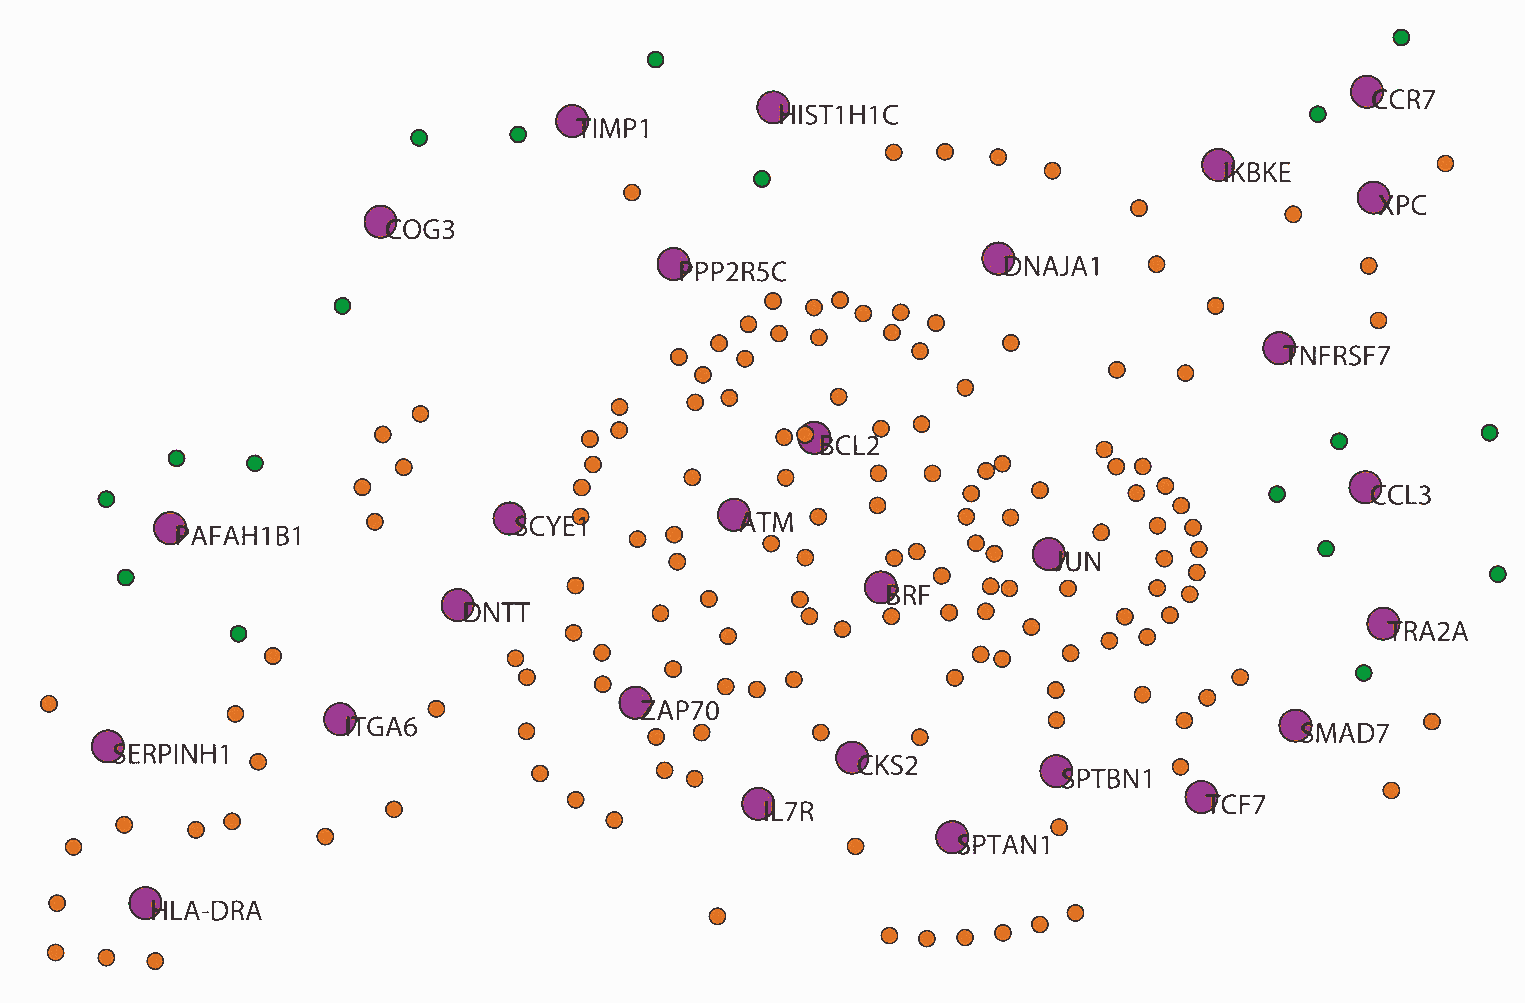 CCR7
HIST1H1C
TIMP1
IKBKE
XPC
COG3
DNAJA1
PPP2R5C
TNFRSF7
BCL2
CCL3
ATM
SCYE1
PAFAH1B1
JUN
BRF
DNTT
TRA2A
ZAP70
ITGA6
SMAD7
SERPINH1
CKS2
SPTBN1
TCF7
IL7R
SPTAN1
HLA-DRA